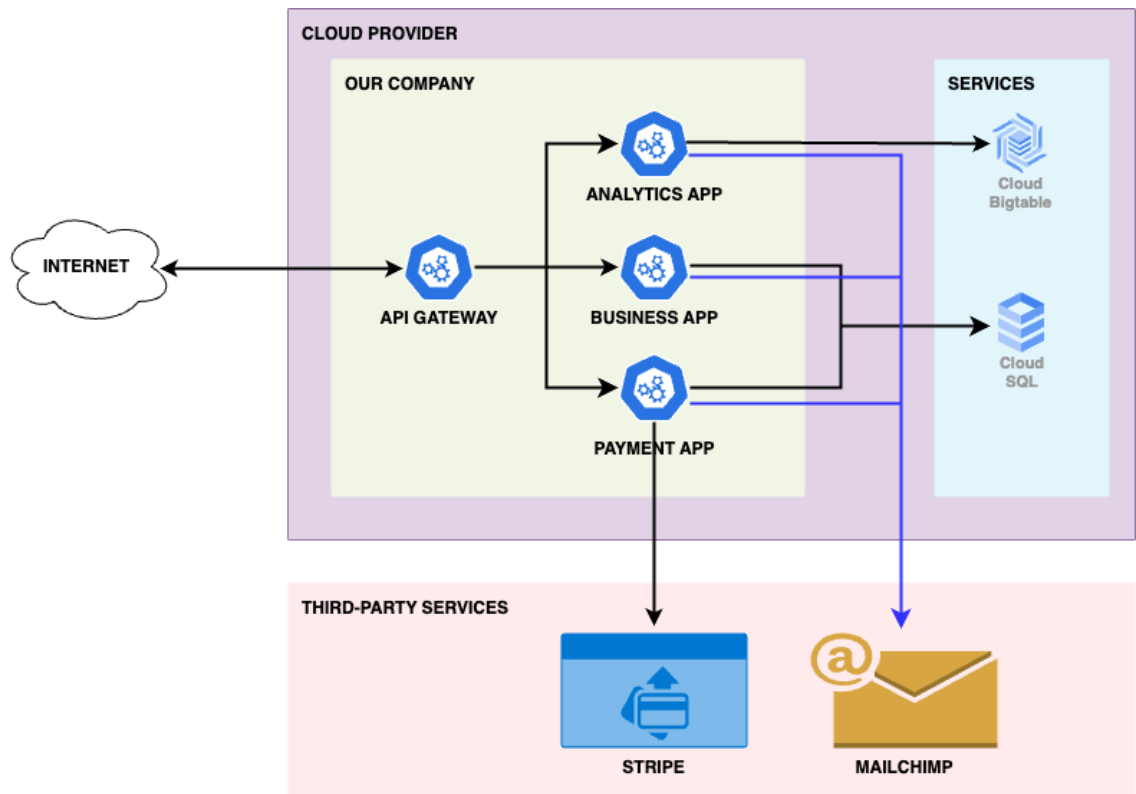 CLOUD PROVIDER
OUR COMPANY
SERVICES
ANALYTICS APP
Cloud
Bigtable
INTERNET
API GATEWAY
BUSINESS APP
Cloud
SQL
PAYMENT APP
THIRD-PARTY SERVICES
@
STRIPE
MAILCHIMP